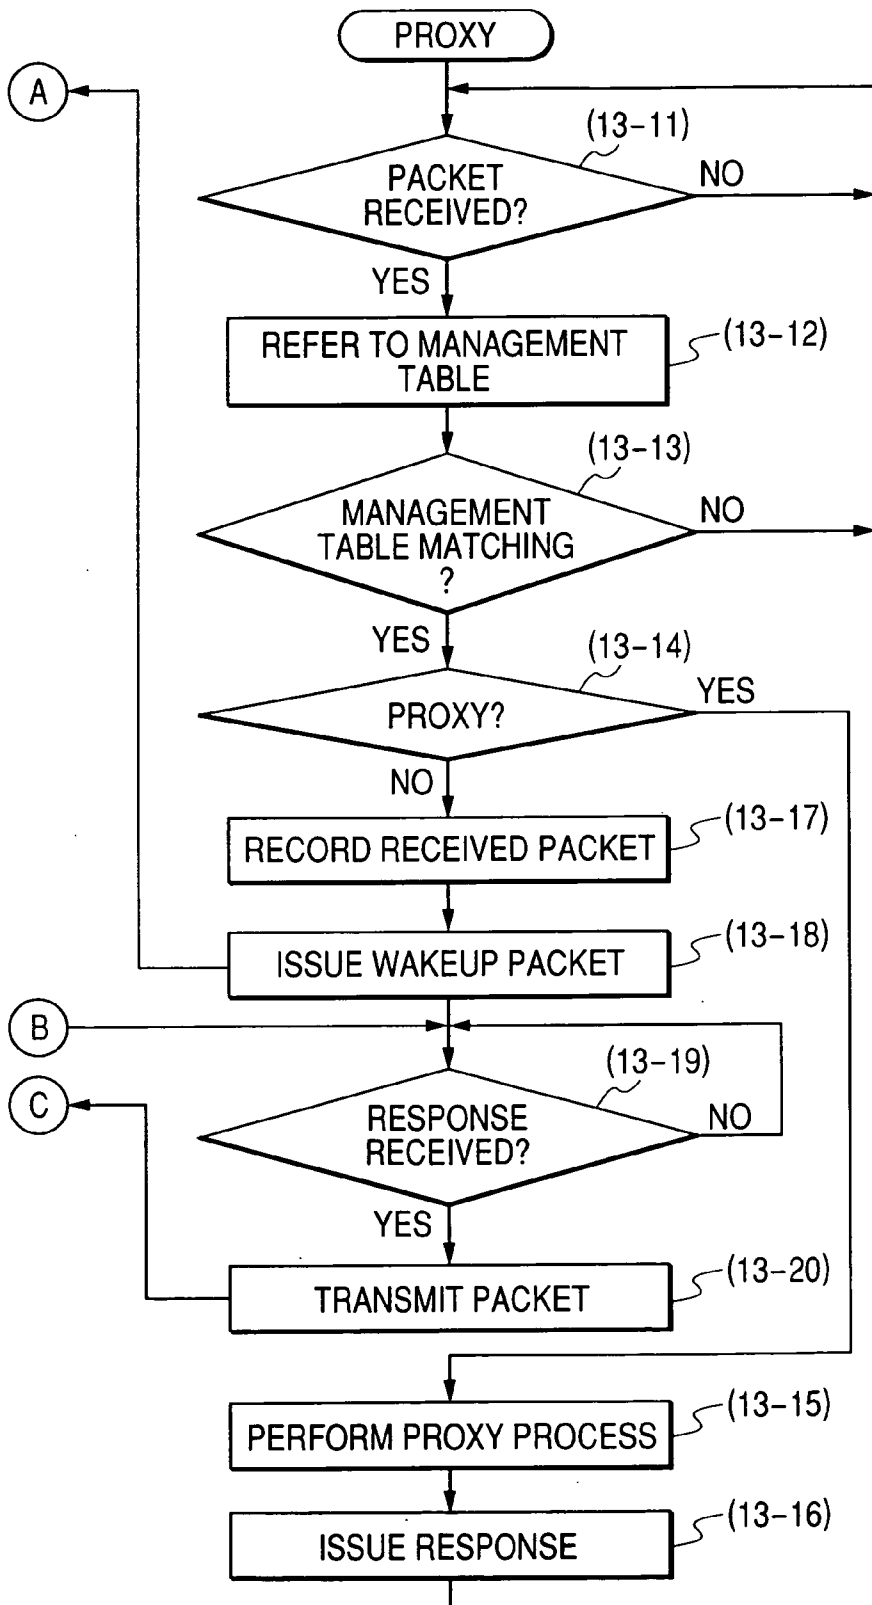 PROXY
A
(13-11)
PACKET
RECEIVED?
NO
YES
REFER TO MANAGEMENT
TABLE
(13-12)
(13-13)
MANAGEMENT
TABLE MATCHING
?
NO
YES
(13-14)
PROXY?
YES
NO
RECORD RECEIVED PACKET
(13-17)
ISSUE WAKEUP PACKET
(13-18)
B
(13-19)
C
RESPONSE
RECEIVED?
NO
YES
TRANSMIT PACKET
(13-20)
PERFORM PROXY PROCESS
(13-15)
ISSUE RESPONSE
(13-16)